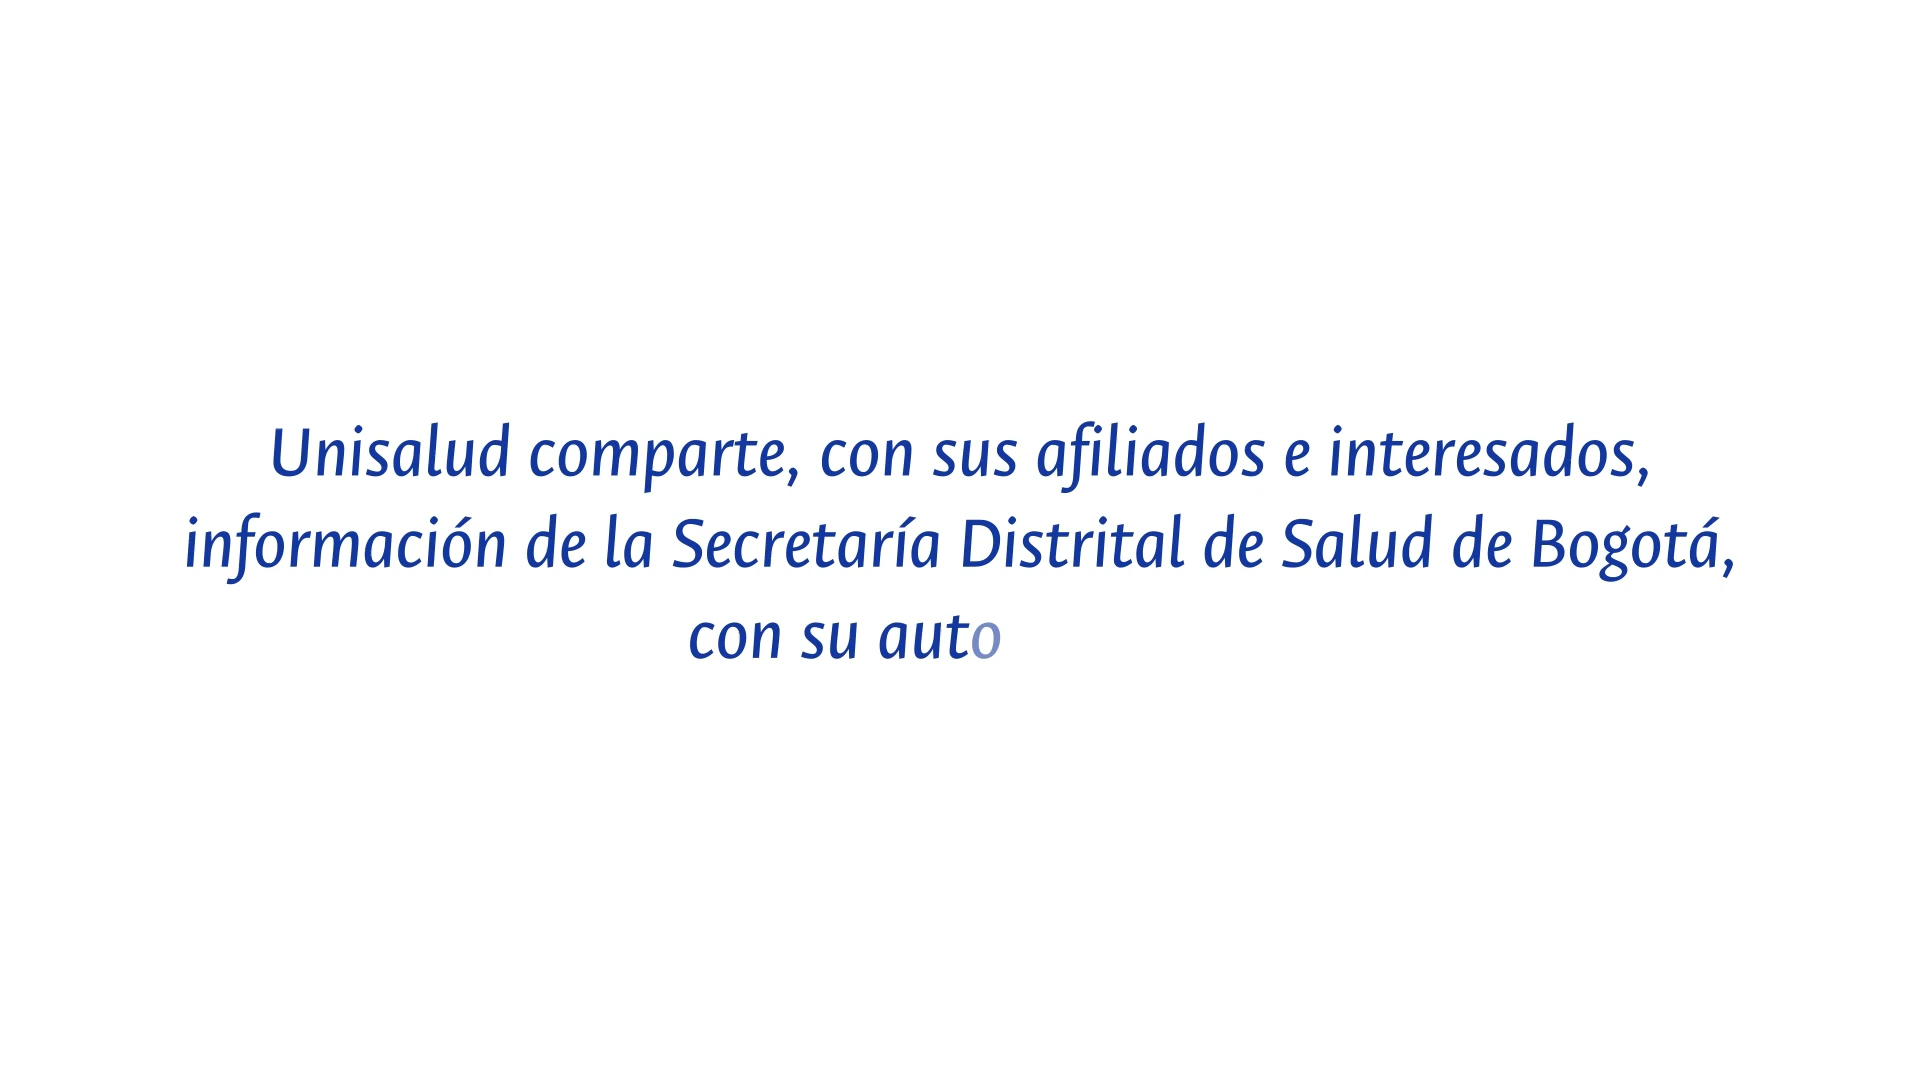 Unisalud comparte, con sus afiliados e interesados,
información de la Secretaría Distrital de Salud de Bogotá,
con su auto